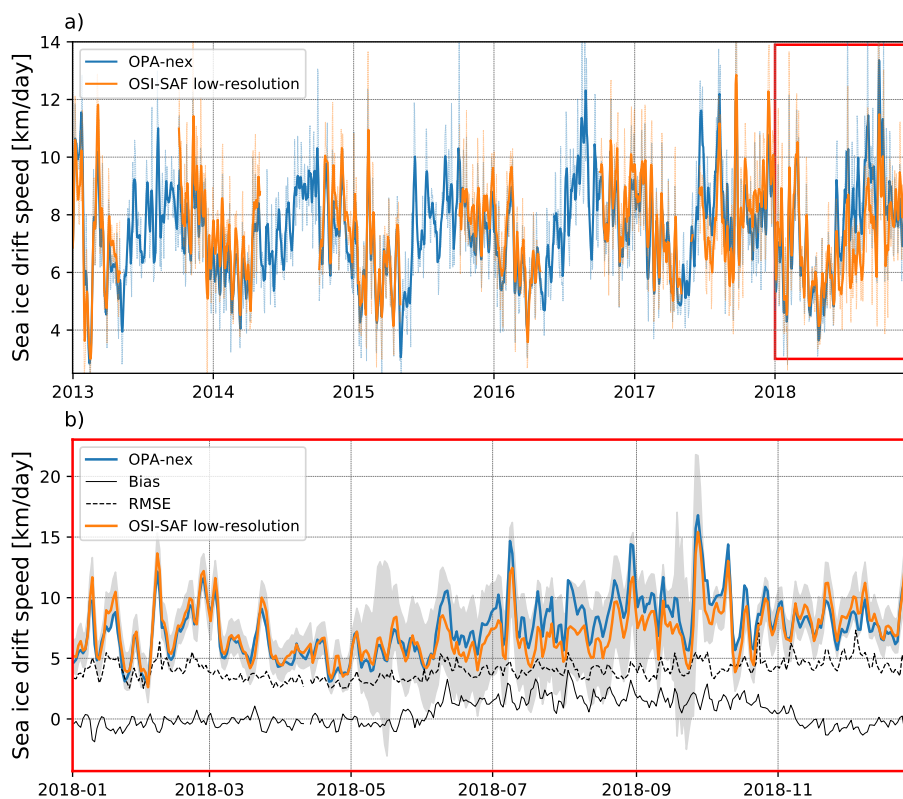 a)
Sea ice drift speed [km/day]
14
12
10
8
6
4
OPA-nex
OSI-SAF low-resolution
2013
2014
2015
2016
2017
2018
b)
Sea ice drift speed [km/day]
20
15
10
5
0
OPA-nex
Bias
RMSE
OSI-SAF low-resolution
2018-01
2018-03
2018-05
2018-07
2018-09
2018-11